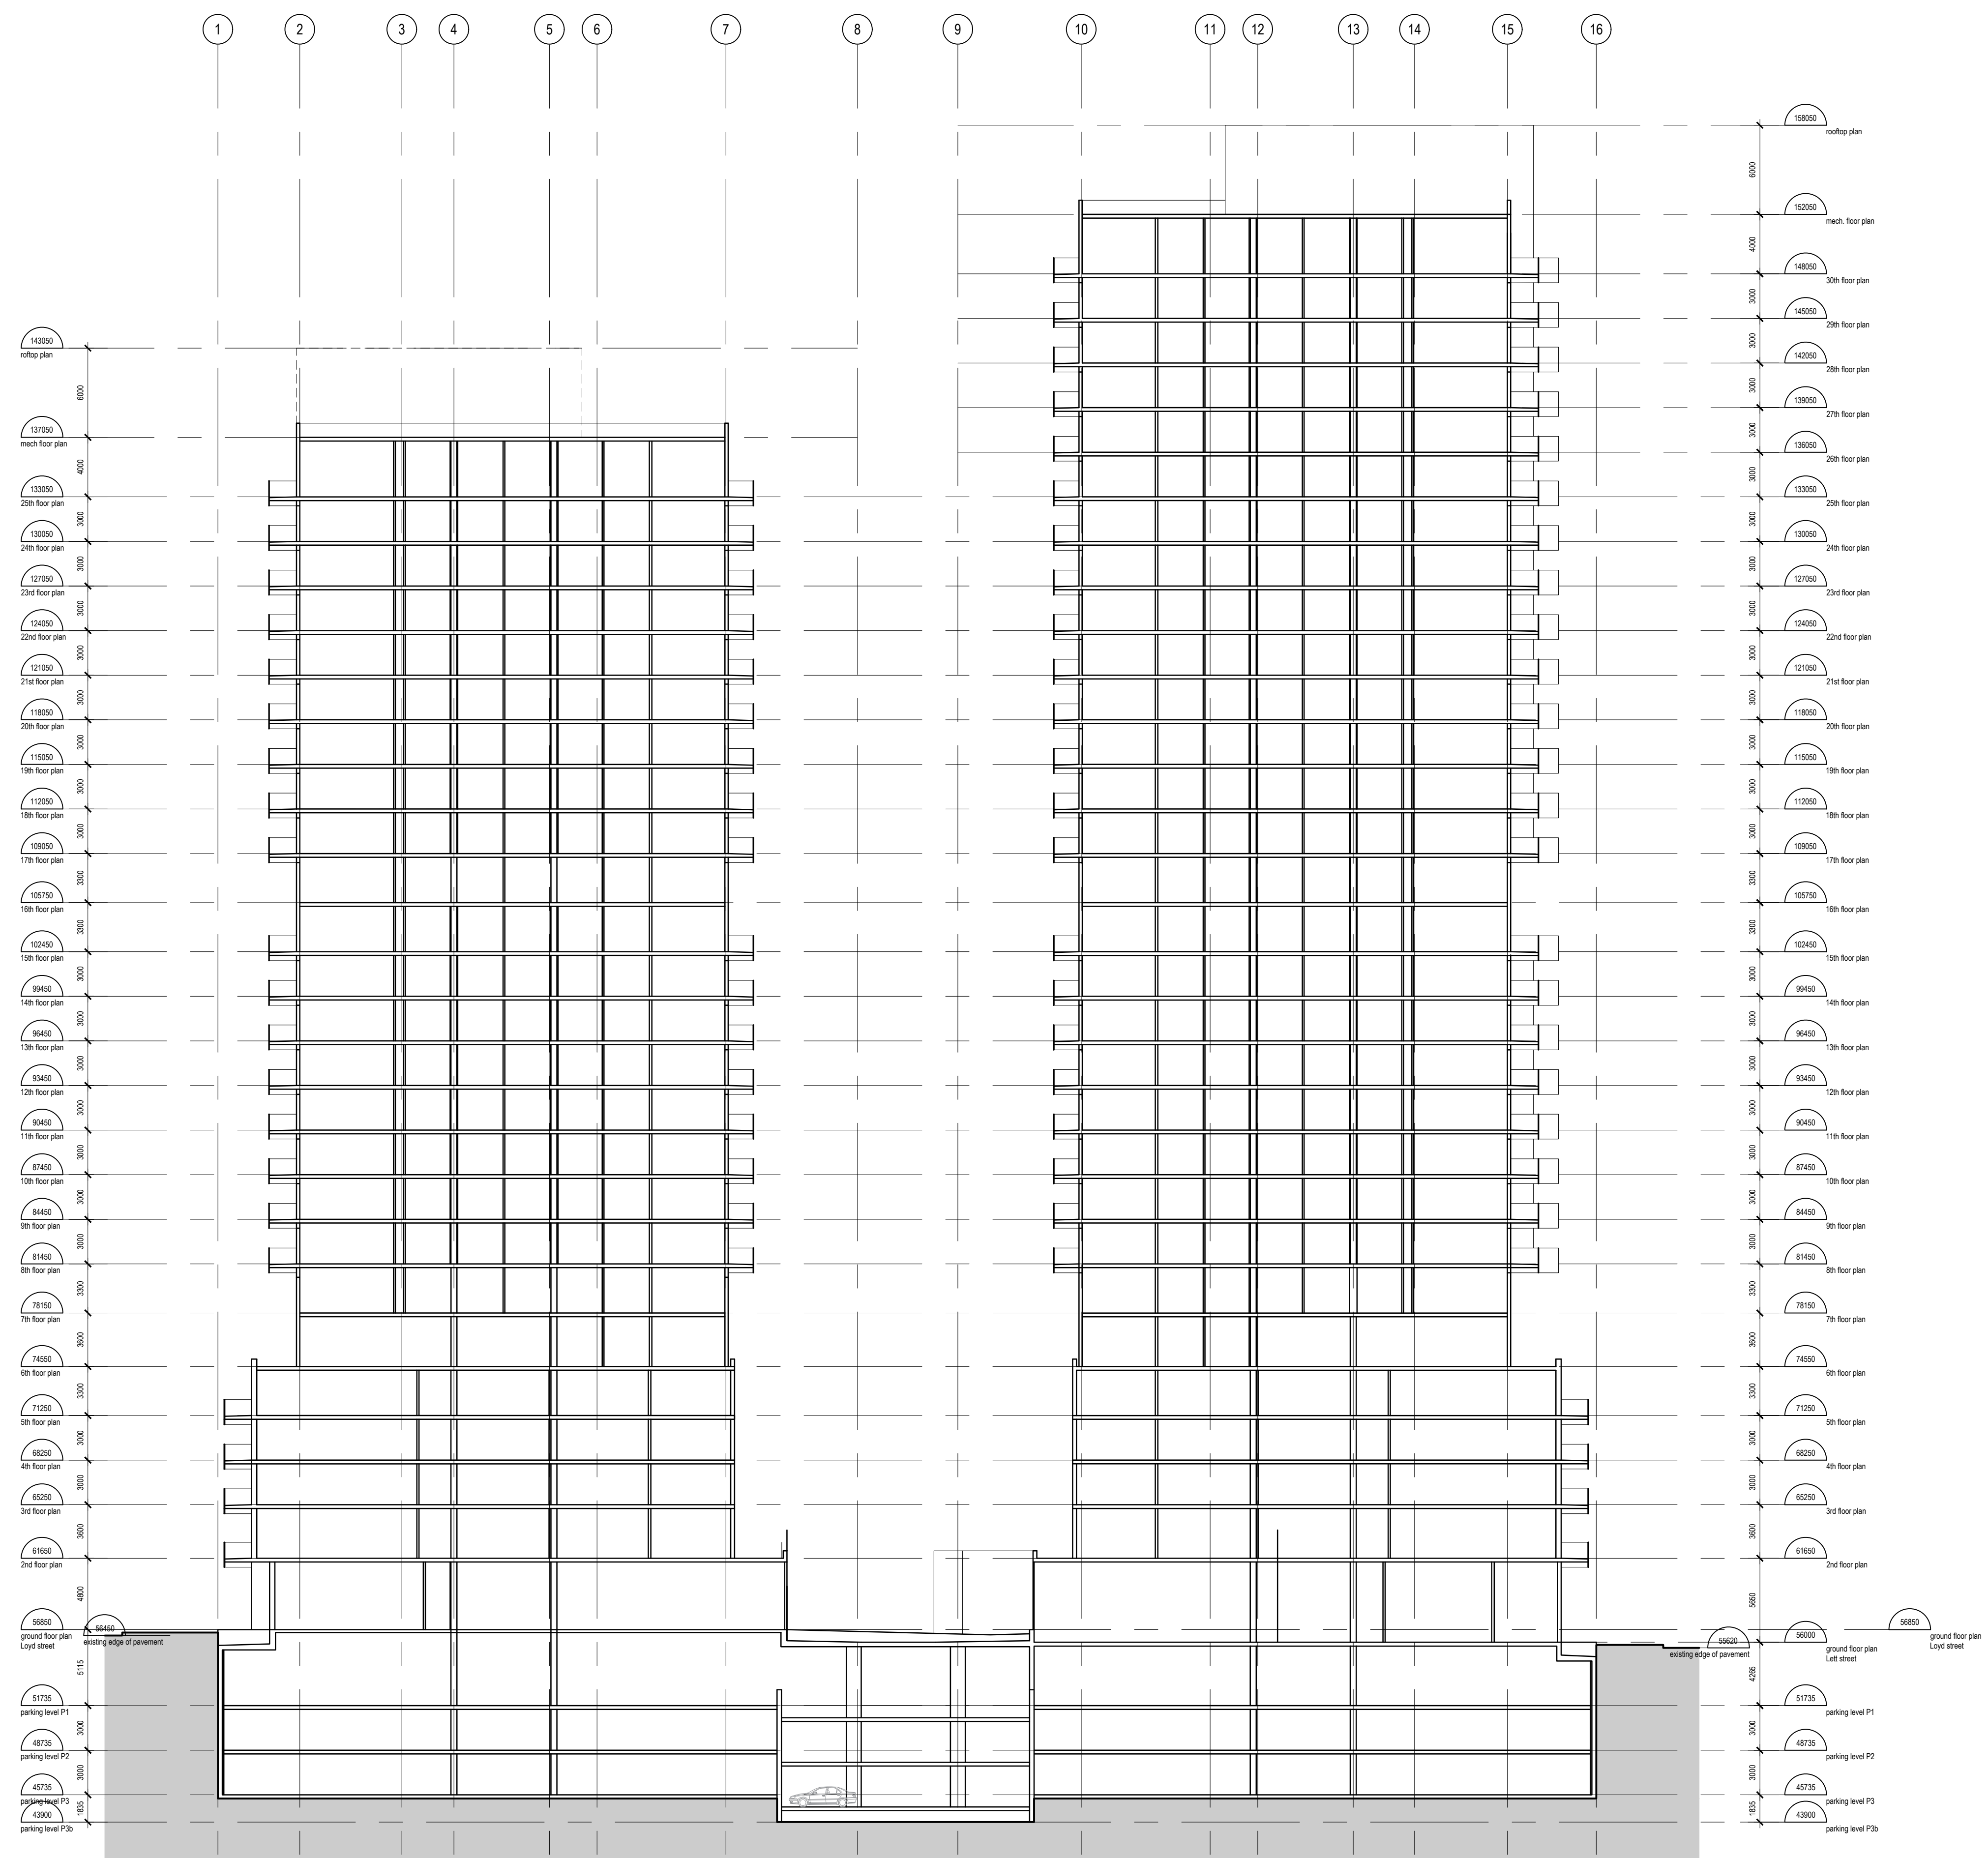 1 2 3 4 5 6 7 8 9 10 11 12 13 14 15 16
158050
rooftop plan
6000
152050
mech. floor plan
4000
148050
30th floor plan
3000
145050
29th floor plan
3000
142050
28th floor plan
3000
139050
27th floor plan
3000
136050
26th floor plan
3000
133050
25th floor plan
3000
130050
24th floor plan
3000
127050
23rd floor plan
3000
124050
22nd floor plan
3000
121050
21st floor plan
3000
118050
20th floor plan
3000
115050
19th floor plan
3000
112050
18th floor plan
3000
109050
17th floor plan
3300
105750
16th floor plan
3300
102450
15th floor plan
3000
99450
14th floor plan
3000
96450
13th floor plan
3000
93450
12th floor plan
3000
90450
11th floor plan
3000
87450
10th floor plan
3000
84450
9th floor plan
3000
81450
8th floor plan
3300
78150
7th floor plan
3600
74550
6th floor plan
3300
71250
5th floor plan
3000
68250
4th floor plan
3000
65250
3rd floor plan
3600
61650
2nd floor plan
5650
56850
ground floor plan
Loyd street
56000
ground floor plan
Lett street
55620
existing edge of pavement
4265
51735
parking level P1
3000
48735
parking level P2
3000
45735
parking level P3
1835
43900
parking level P3b
143050
roftop plan
6000
137050
mech floor plan
4000
133050
25th floor plan
3000
130050
24th floor plan
3000
127050
23rd floor plan
3000
124050
22nd floor plan
3000
121050
21st floor plan
3000
118050
20th floor plan
3000
115050
19th floor plan
3000
112050
18th floor plan
3000
109050
17th floor plan
3300
105750
16th floor plan
3300
102450
15th floor plan
3000
99450
14th floor plan
3000
96450
13th floor plan
3000
93450
12th floor plan
3000
90450
11th floor plan
3000
87450
10th floor plan
3000
84450
9th floor plan
3000
81450
8th floor plan
3300
78150
7th floor plan
3600
74550
6th floor plan
3300
71250
5th floor plan
3000
68250
4th floor plan
3000
65250
3rd floor plan
3600
61650
2nd floor plan
4800
56850
ground floor plan
Loyd street
56450
existing edge of pavement
5115
51735
parking level P1
3000
48735
parking level P2
3000
45735
parking level P3
1835
43900
parking level P3b